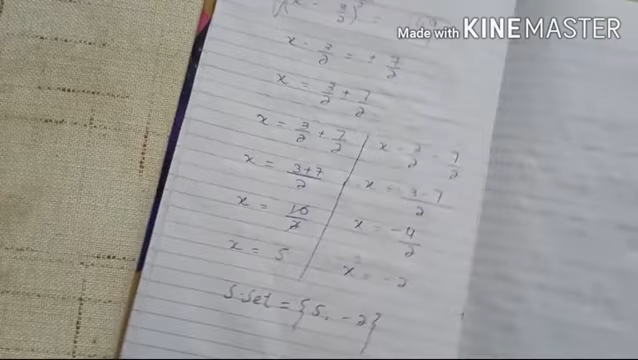 Made with KINEMASTER
x - 3/2 = ± 7/2
x = 3/2 ± 7/2
x = 3/2 + 7/2
x = 3+7/2
x = 10/2
x = 5
x = 3/2 - 7/2
x = 3-7/2
x = -4/2
x = -2
S.Set = {5, -2}